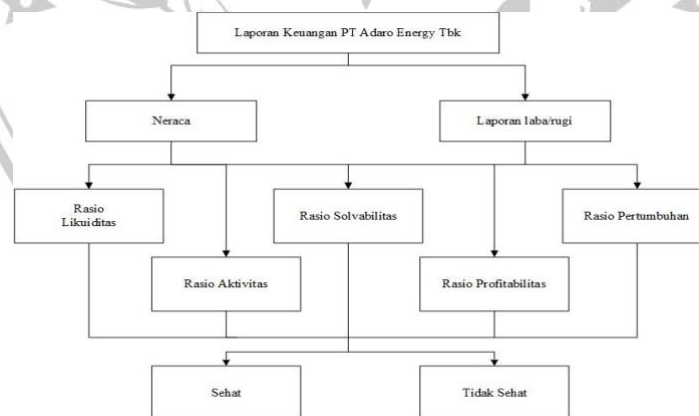 Laporan Keuangan PT Adaro Energy Tbk
Neraca
Laporan laba/rugi
Rasio
Likuiditas
Rasio Solvabilitas
Rasio Pertumbuhan
Rasio Aktivitas
Rasio Profitabilitas
Sehat
Tidak Sehat